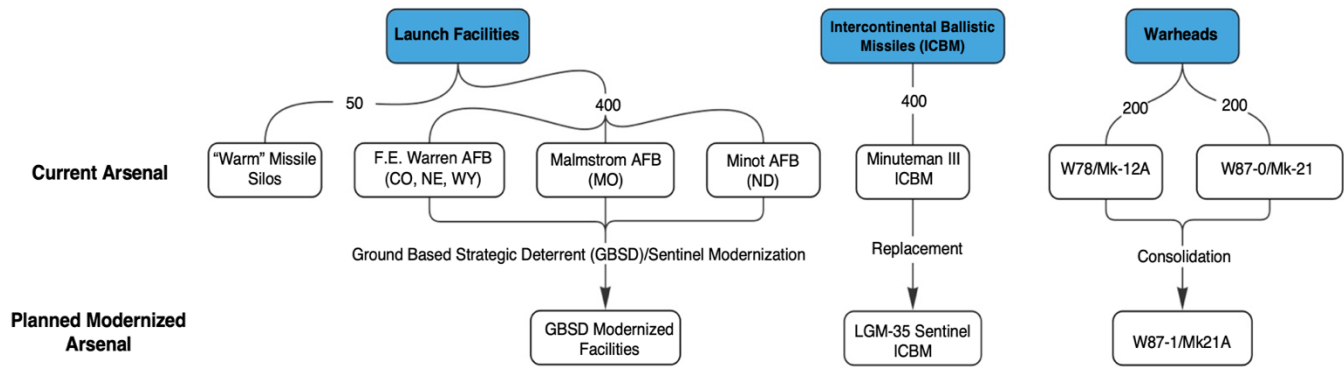 Launch Facilities
Intercontinental Ballistic
Missiles (ICBM)
Warheads
50
400
400
200
200
Current Arsenal
“Warm” Missile
Silos
F.E. Warren AFB
(CO, NE, WY)
Malmstrom AFB
(MO)
Minot AFB
(ND)
Minuteman III
ICBM
W78/Mk-12A
W87-0/Mk-21
Ground Based Strategic Deterrent (GBSD)/Sentinel Modernization
Replacement
Consolidation
Planned Modernized
Arsenal
GBSD Modernized
Facilities
LGM-35 Sentinel
ICBM
W87-1/Mk21A